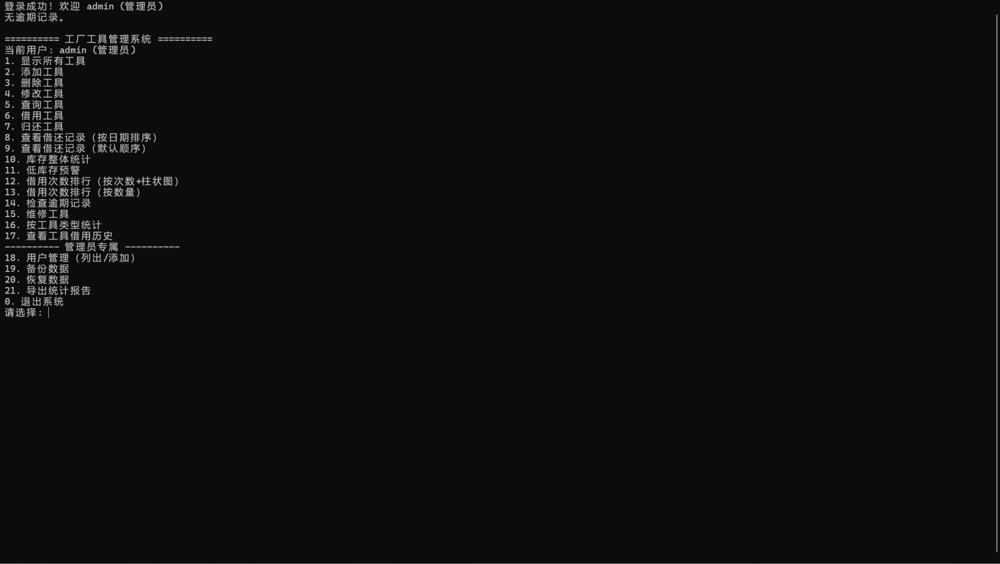 登录成功！欢迎 admin (管理员)
无逾期记录。
========== 工厂工具管理系统 ==========
当前用户: admin (管理员)
1. 显示所有工具
2. 添加工具
3. 删除工具
4. 修改工具
5. 查询工具
6. 借用工具
7. 归还工具
8. 查看借还记录 (按日期排序)
9. 查看借还记录 (默认顺序)
10. 库存整体统计
11. 低库存预警
12. 借用次数排行 (按次数+柱状图)
13. 借用次数排行 (按数量)
14. 检查逾期记录
15. 维修工具
16. 按工具类型统计
17. 查看工具借用历史
---------- 管理员专属 ----------
18. 用户管理 (列出/添加)
19. 备份数据
20. 恢复数据
21. 导出统计报告
0. 退出系统
请选择: